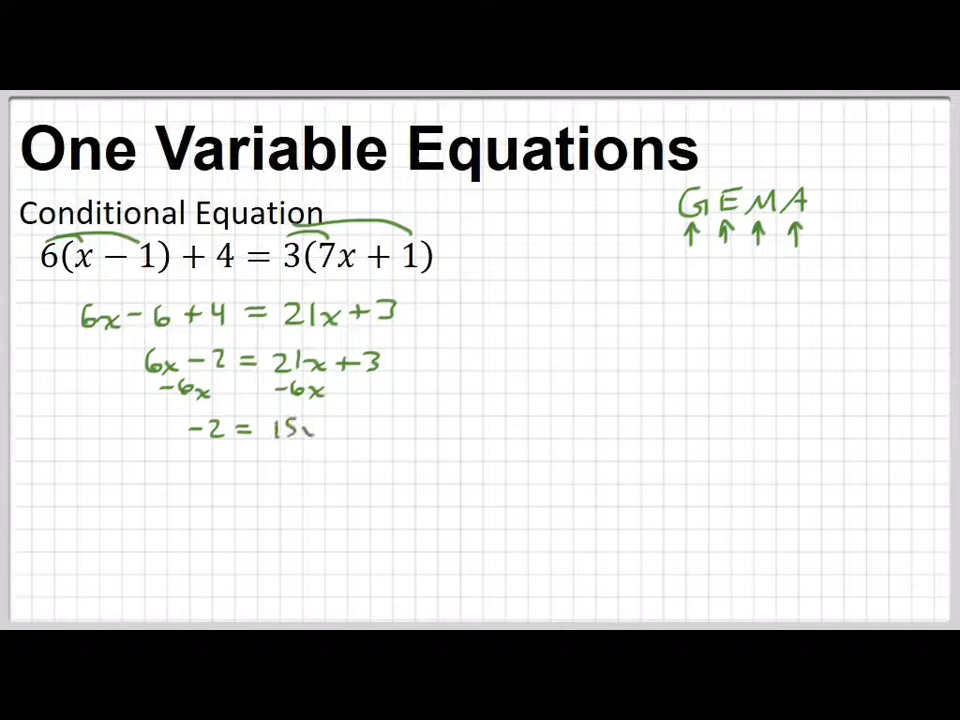 One Variable Equations
Conditional Equation
G E M A
6(x − 1) + 4 = 3(7x + 1)
6x − 6 + 4 = 21x + 3
6x − 2 = 21x + 3
−6x −6x
−2 = 15